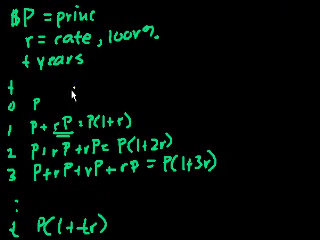 $P = princ
r = rate, 100r%
t years
t
0 P
1 P + rP = P(1+r)
2 P + rP + rP = P(1+2r)
3 P + rP + rP + rP = P(1+3r)
:
t P(1+tr)